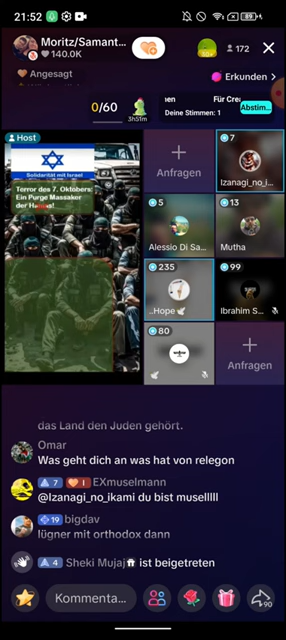 21:52
89
Moritz/Samant...
140.0K
172
Angesagt
Erkunden >
0/60
3h51m
nen
Für Cre
Deine Stimmen: 1
Abstim...
Host
Solidarität mit Israel
Terror des 7. Oktobers:
Ein Purge Massaker
der Hamas!
Anfragen
7
Izanagi_no_i...
5
Alessio Di Sa...
13
Mutha
235
..Hope
99
Ibrahim S...
80
Anfragen
das Land den Juden gehört.
Omar
Was geht dich an was hat von relegon
7 1 EXmuselmann
@Izanagi_no_ikami du bist musellll
19 bigdav
lügner mit orthodox dann
4 Sheki Mujaj ist beigetreten
Kommenta...
90